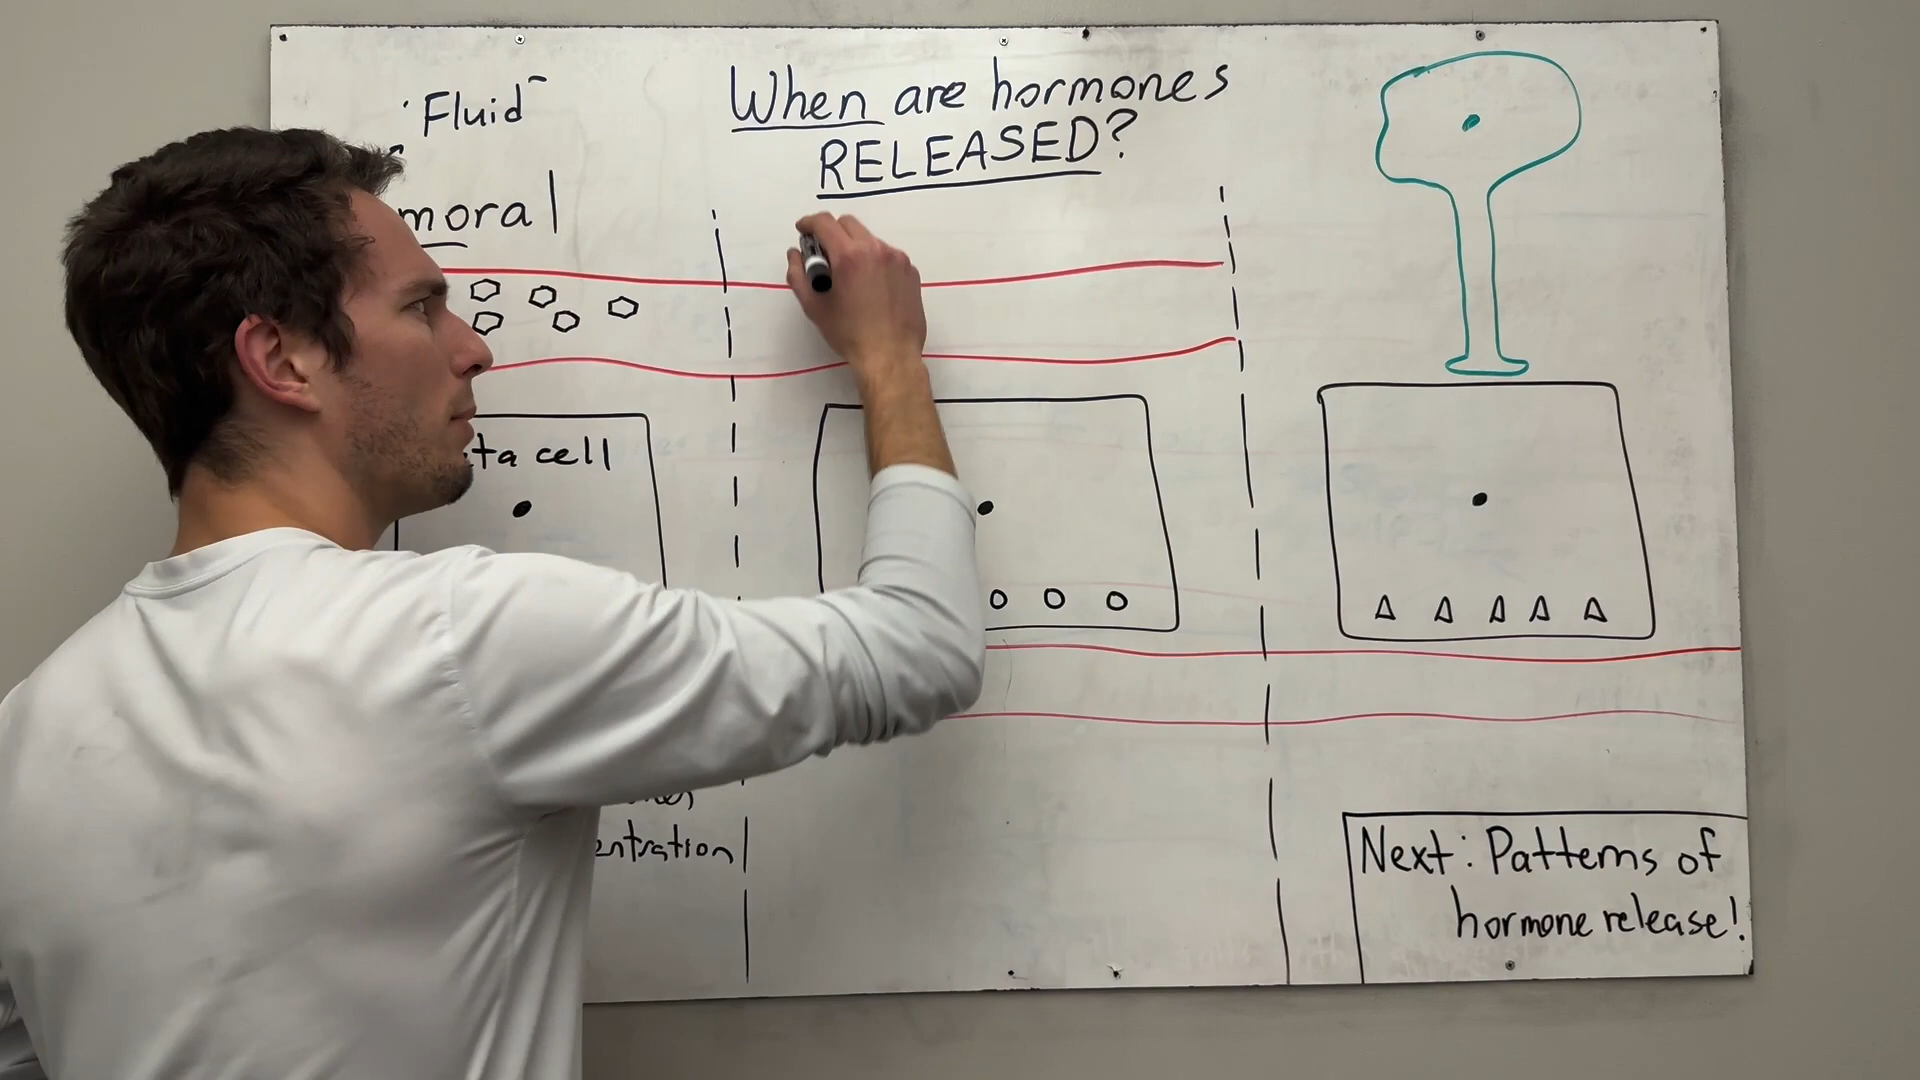 Fluid
When are hormones
RELEASED?
moral
ta cell
entration
Next: Patterns of
hormone release!